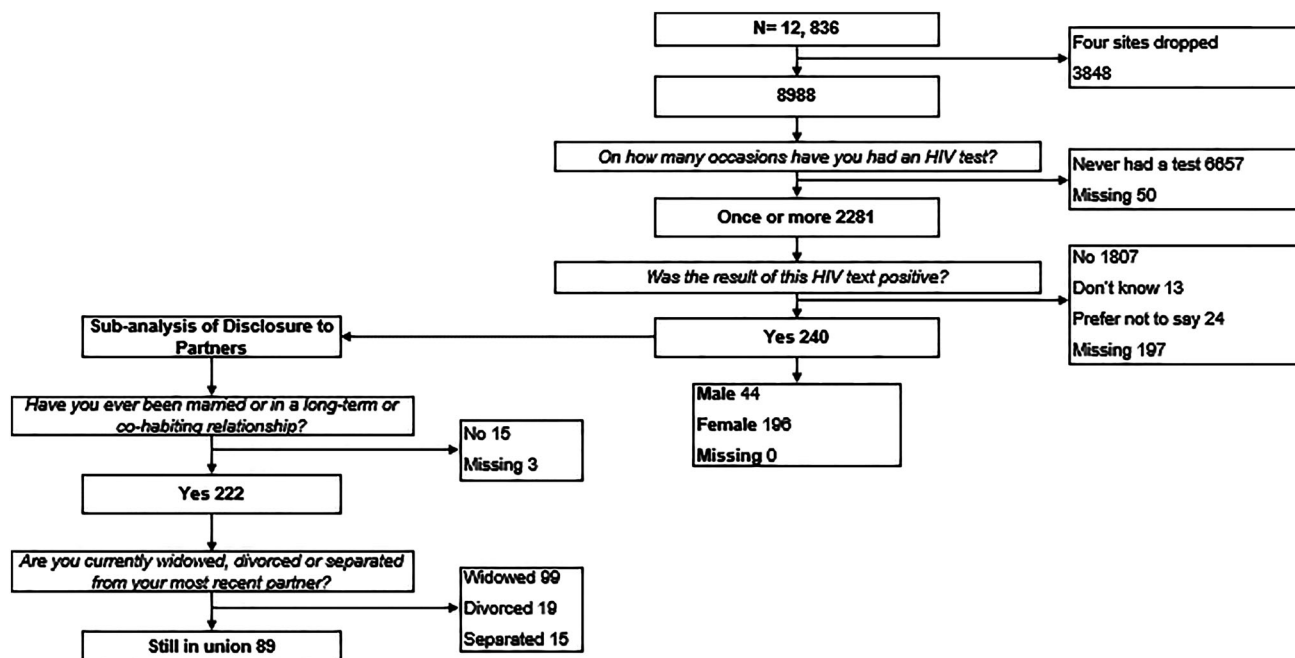 N= 12, 836
Four sites dropped
3848
8988
On how many occasions have you had an HIV test?
Never had a test 6657
Missing 50
Once or more 2281
Was the result of this HIV text positive?
No 1807
Don't know 13
Prefer not to say 24
Missing 197
Yes 240
Male 44
Female 196
Missing 0
Sub-analysis of Disclosure to
Partners
Have you ever been married or in a long-term or
co-habiting relationship?
No 15
Missing 3
Yes 222
Are you currently widowed, divorced or separated
from your most recent partner?
Widowed 99
Divorced 19
Separated 15
Still in union 89